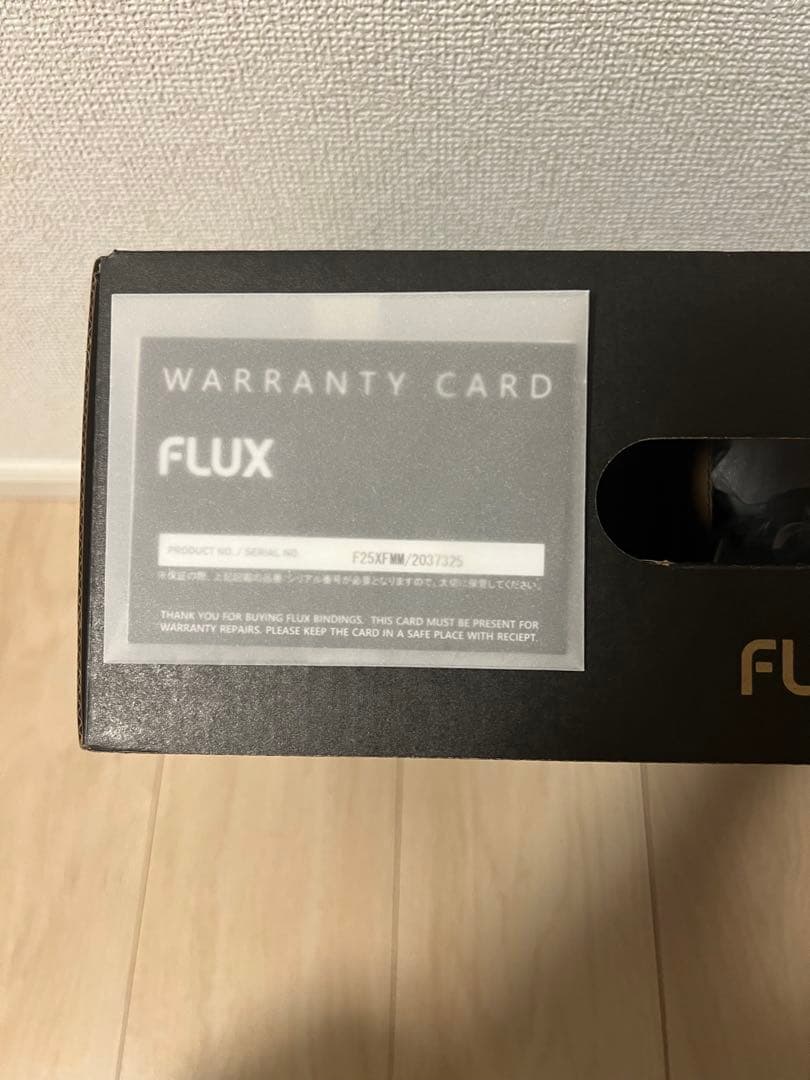 WARRANTY CARD
FLUX
PRODUCT NO. / SERIAL NO. F25XFMM/2037325
※保証の際、上記記載の品番・シリアル番号が必要となりますので、大切に保管してください。
THANK YOU FOR BUYING FLUX BINDINGS. THIS CARD MUST BE PRESENT FOR
WARRANTY REPAIRS. PLEASE KEEP THE CARD IN A SAFE PLACE WITH RECIEPT.
FL